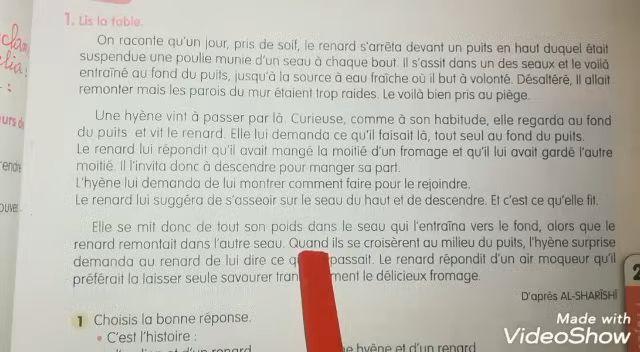 1. Lis la fable.
On raconte qu'un jour, pris de soif, le renard s'arrêta devant un puits en haut duquel était
suspendue une poulie munie d'un seau à chaque bout. Il s'assit dans un des seaux et le voilà
entraîné au fond du puits, jusqu'à la source à eau fraîche où il but à volonté. Désaltéré, Il allait
remonter mais les parois du mur étaient trop raides. Le voilà bien pris au piège.
Une hyène vint à passer par là. Curieuse, comme à son habitude, elle regarda au fond
du puits et vit le renard. Elle lui demanda ce qu'il faisait là, tout seul au fond du puits.
Le renard lui répondit qu'il avait mangé la moitié d'un fromage et qu'il lui avait gardé l'autre
moitié. Il l'invita donc à descendre pour manger sa part.
L'hyène lui demanda de lui montrer comment faire pour le rejoindre.
Le renard lui suggéra de s'asseoir sur le seau du haut et de descendre. Et c'est ce qu'elle fit.
Elle se mit donc de tout son poids dans le seau qui l'entraîna vers le fond, alors que le
renard remontait dans l'autre seau. Quand ils se croisèrent au milieu du puits, l'hyène surprise
demanda au renard de lui dire ce passait. Le renard répondit d'un air moqueur qu'il
préférait la laisser seule savourer le délicieux fromage.
D'après AL-SHARÏSHÏ
1 Choisis la bonne réponse.
• C'est l'histoire :
hyène et d'un renard
Made with
VideoShow
2